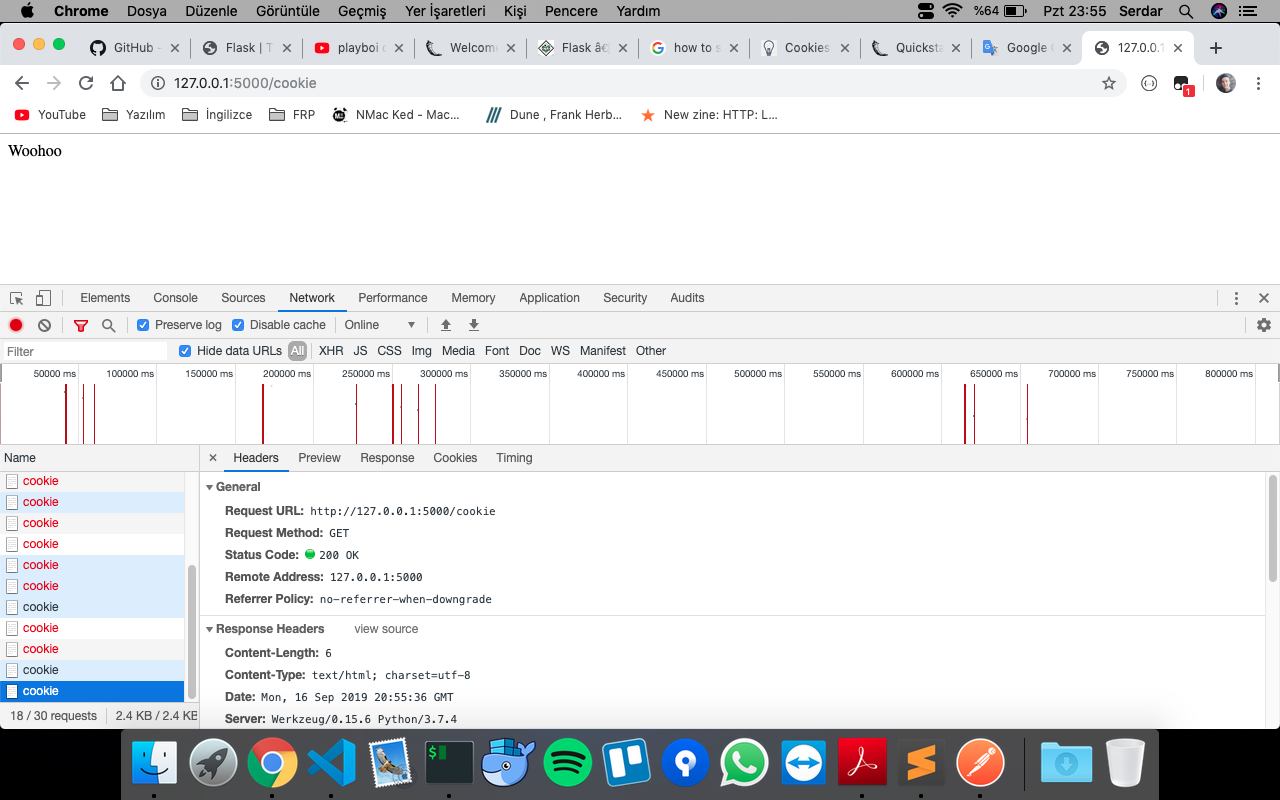 Chrome Dosya Düzenle Görüntüle Geçmiş Yer İşaretleri Kişi Pencere Yardım %64 Pzt 23:55 Serdar
GitHub - Flask | T playboi c Welcome Flask â€ how to s Cookies Quicksta Google 127.0.0.1
127.0.0.1:5000/cookie
1
YouTube Yazılım İngilizce FRP NMac Ked - Mac... Dune , Frank Herb... New zine: HTTP: L...
Woohoo
Elements Console Sources Network Performance Memory Application Security Audits
Preserve log Disable cache Online
Filter Hide data URLs All XHR JS CSS Img Media Font Doc WS Manifest Other
50000 ms 100000 ms 150000 ms 200000 ms 250000 ms 300000 ms 350000 ms 400000 ms 450000 ms 500000 ms 550000 ms 600000 ms 650000 ms 700000 ms 750000 ms 800000 ms
Name Headers Preview Response Cookies Timing
cookie
cookie
cookie
cookie
cookie
cookie
cookie
cookie
cookie
cookie
cookie
18 / 30 requests 2.4 KB / 2.4 KB
General
Request URL: http://127.0.0.1:5000/cookie
Request Method: GET
Status Code: 200 OK
Remote Address: 127.0.0.1:5000
Referrer Policy: no-referrer-when-downgrade
Response Headers view source
Content-Length: 6
Content-Type: text/html; charset=utf-8
Date: Mon, 16 Sep 2019 20:55:36 GMT
Server: Werkzeug/0.15.6 Python/3.7.4